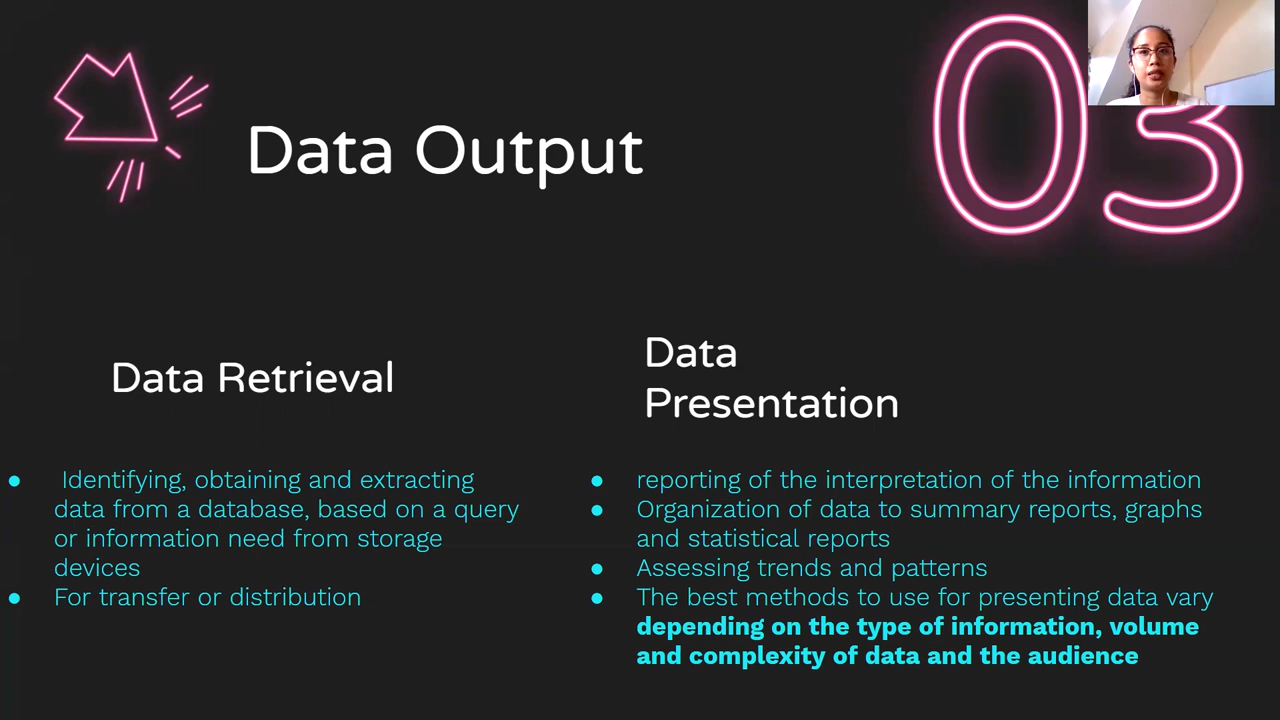 03
Data Output
Data Retrieval
● Identifying, obtaining and extracting
data from a database, based on a query
or information need from storage
devices
● For transfer or distribution
Data
Presentation
● reporting of the interpretation of the information
● Organization of data to summary reports, graphs
and statistical reports
● Assessing trends and patterns
● The best methods to use for presenting data vary
depending on the type of information, volume
and complexity of data and the audience